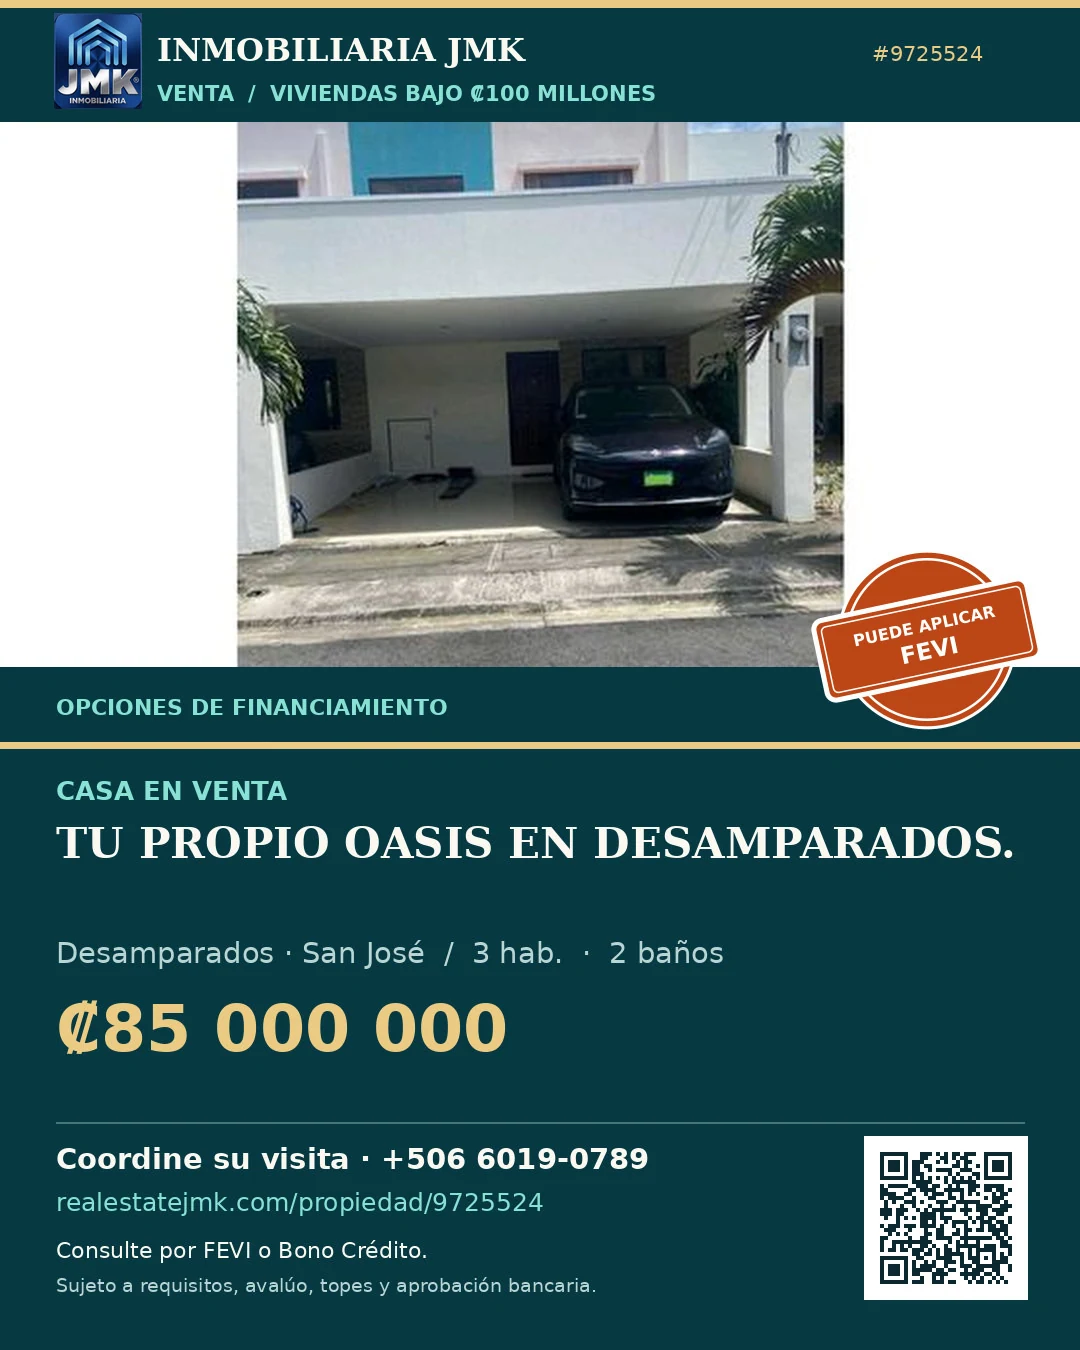 JMK
INMOBILIARIA
INMOBILIARIA JMK
#9725524
VENTA / VIVIENDAS BAJO ₡100 MILLONES
PUEDE APLICAR
FEVI
OPCIONES DE FINANCIAMIENTO
CASA EN VENTA
TU PROPIO OASIS EN DESAMPARADOS.
Desamparados · San José / 3 hab. · 2 baños
₡85 000 000
Coordine su visita · +506 6019-0789
realestatejmk.com/propiedad/9725524
Consulte por FEVI o Bono Crédito.
Sujeto a requisitos, avalúo, topes y aprobación bancaria.